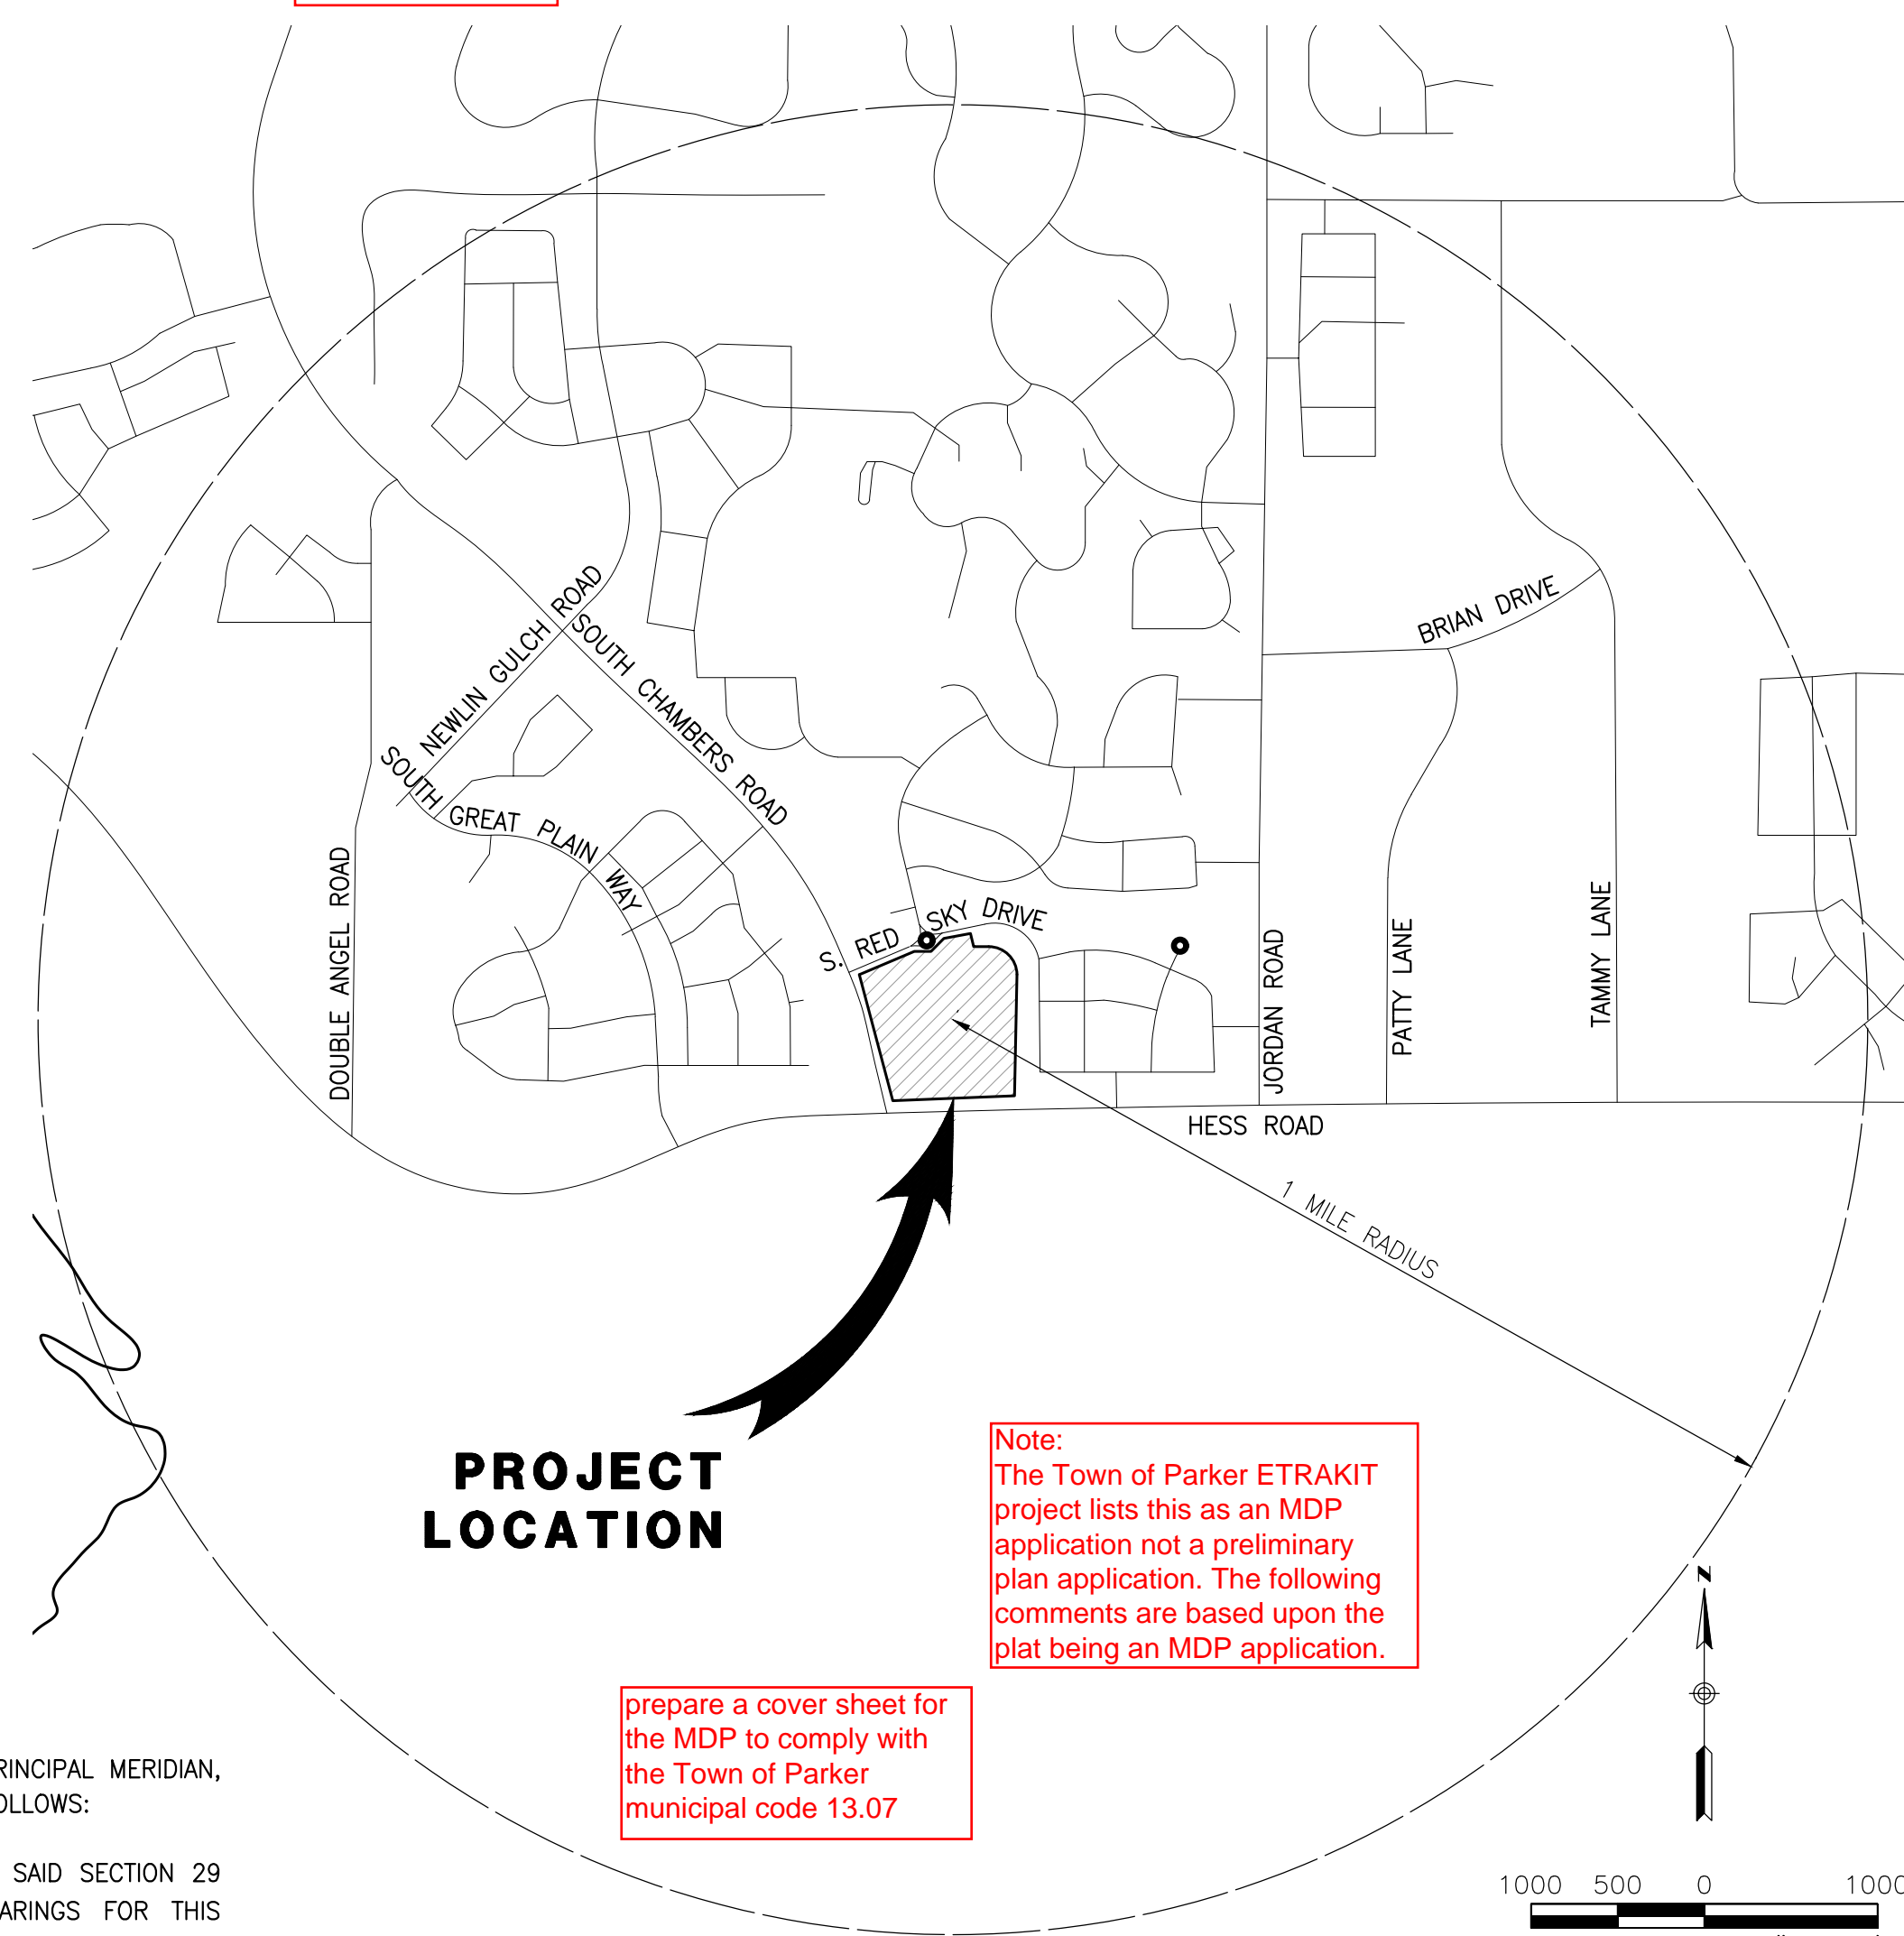 NEWLIN GULCH ROAD
SOUTH CHAMBERS ROAD
BRIAN DRIVE
SOUTH GREAT PLAIN WAY
DOUBLE ANGEL ROAD
S. RED SKY DRIVE
JORDAN ROAD
PATTY LANE
TAMMY LANE
HESS ROAD
1 MILE RADIUS
PROJECT
LOCATION
Note:
The Town of Parker ETRAKIT
project lists this as an MDP
application not a preliminary
plan application. The following
comments are based upon the
plat being an MDP application.
N
prepare a cover sheet for
the MDP to comply with
the Town of Parker
municipal code 13.07
RINCIPAL MERIDIAN,
OLLOWS:
SAID SECTION 29
ARINGS FOR THIS
1000 500 0 1000